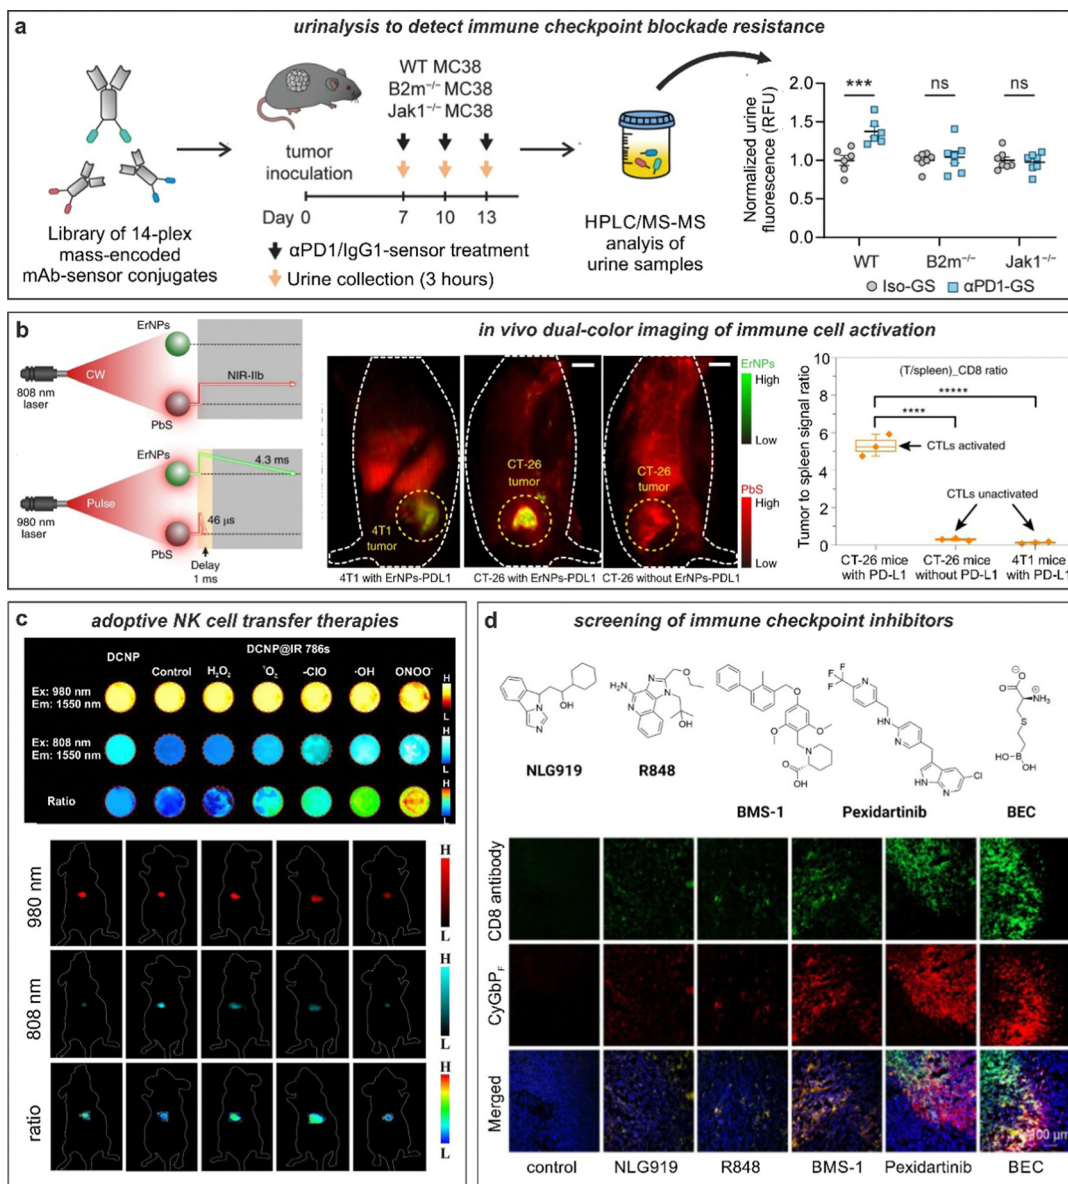 a
urinalysis to detect immune checkpoint blockade resistance
WT MC38
B2m−/− MC38
Jak1−/− MC38
tumor
inoculation
Day 0
7
10
13
Library of 14-plex
mass-encoded
mAb-sensor conjugates
αPD1/IgG1-sensor treatment
Urine collection (3 hours)
HPLC/MS-MS
analyis of
urine samples
Normalized urine
fluorescence (RFU)
2.0
1.5
1.0
0.5
0.0
***
ns
ns
WT
B2m−/−
Jak1−/−
Iso-GS
αPD1-GS
b
in vivo dual-color imaging of immune cell activation
ErNPs
CW
808 nm
laser
NIR-IIb
PbS
ErNPs
4.3 ms
Pulse
980 nm
laser
46 µs
PbS
Delay
1 ms
4T1
tumor
CT-26
tumor
CT-26
tumor
4T1 with ErNPs-PDL1
CT-26 with ErNPs-PDL1
CT-26 without ErNPs-PDL1
ErNPs
High
Low
PbS
High
Low
Tumor to spleen signal ratio
10
8
6
4
2
0
(T/spleen)_CD8 ratio
*****
****
CTLs activated
CTLs unactivated
CT-26 mice
with PD-L1
CT-26 mice
without PD-L1
4T1 mice
with PD-L1
c
adoptive NK cell transfer therapies
DCNP
DCNP@IR 786s
Control
H2O2
-ClO
·OH
ONOO-
Ex: 980 nm
Em: 1550 nm
H
L
Ex: 808 nm
Em: 1550 nm
H
L
Ratio
H
L
980 nm
H
L
808 nm
H
L
ratio
H
L
d
screening of immune checkpoint inhibitors
NLG919
R848
BMS-1
Pexidartinib
BEC
CD8 antibody
CyGbPF
Merged
100 µm
control
NLG919
R848
BMS-1
Pexidartinib
BEC